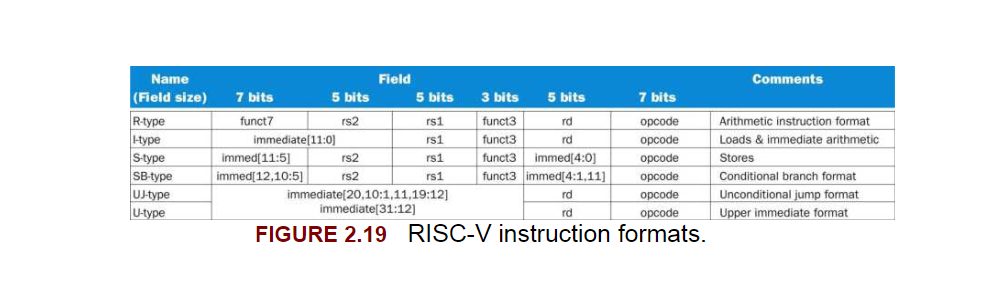 Name Field Comments
(Field size) 7 bits 5 bits 5 bits 3 bits 5 bits 7 bits
R-type funct7 rs2 rs1 funct3 rd opcode Arithmetic instruction format
I-type immediate[11:0] rs1 funct3 rd opcode Loads & immediate arithmetic
S-type immed[11:5] rs2 rs1 funct3 immed[4:0] opcode Stores
SB-type immed[12,10:5] rs2 rs1 funct3 immed[4:1,11] opcode Conditional branch format
UJ-type immediate[20,10:1,11,19:12] rd opcode Unconditional jump format
U-type immediate[31:12] rd opcode Upper immediate format
FIGURE 2.19 RISC-V instruction formats.